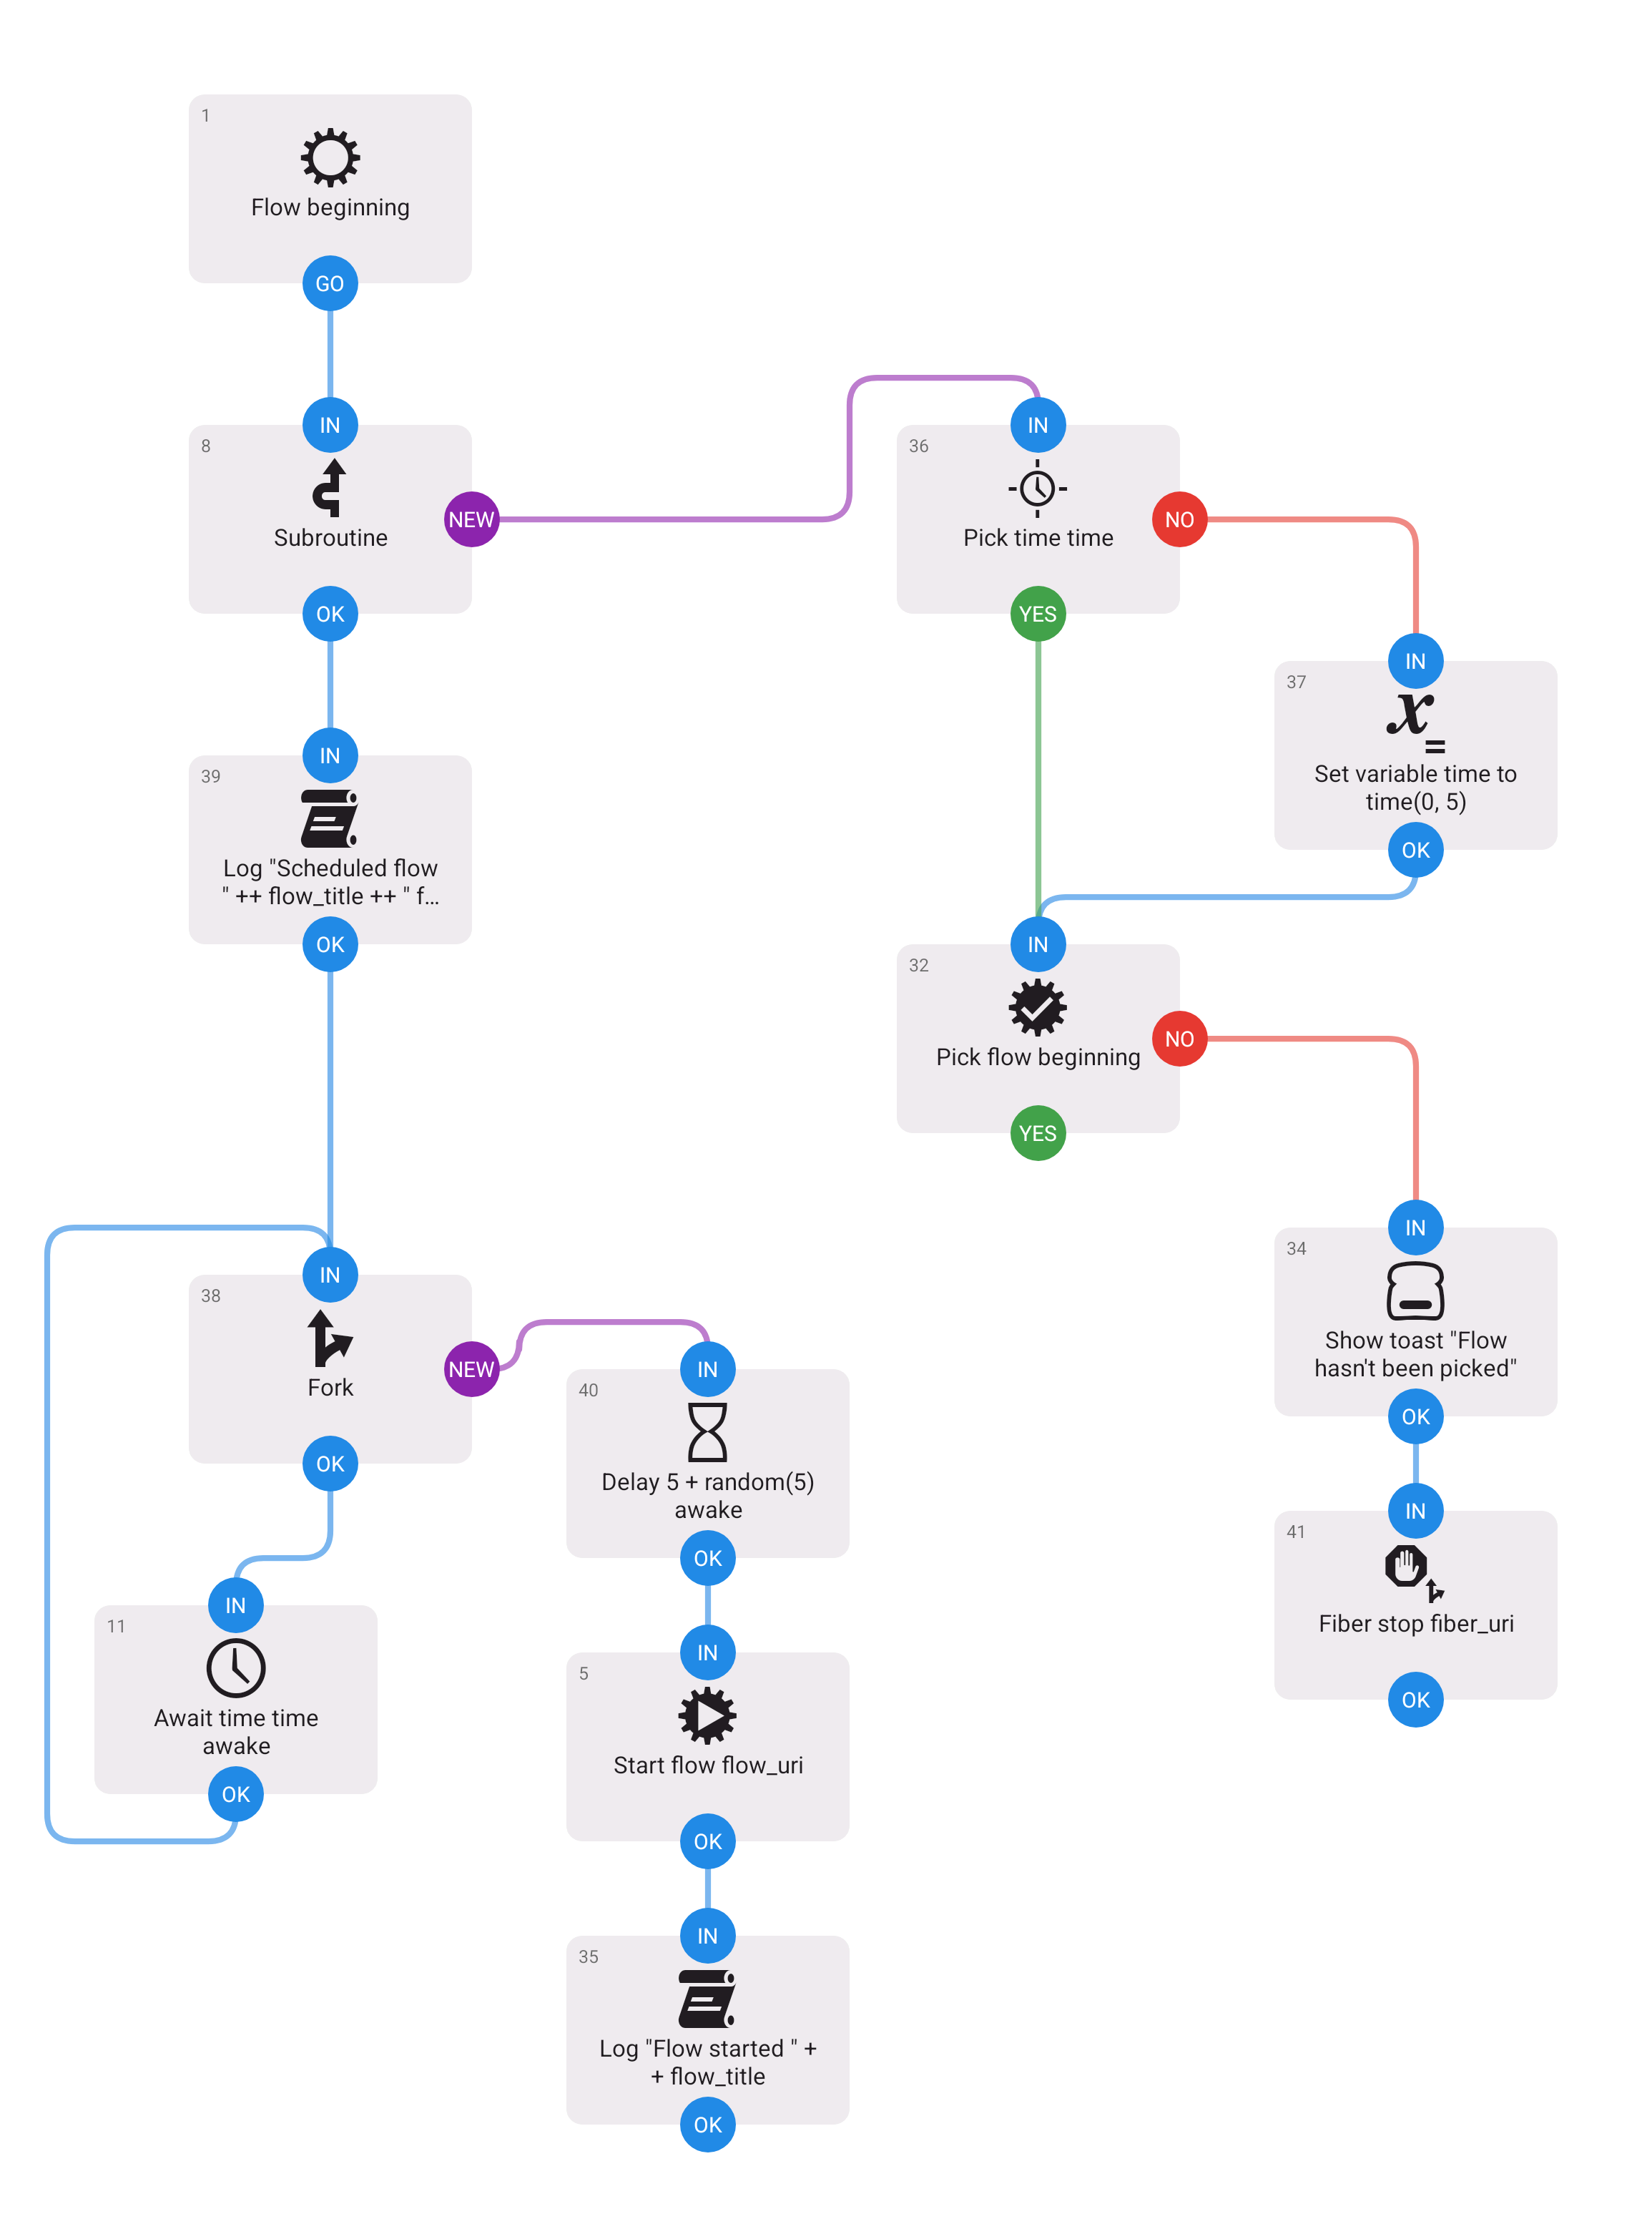 1
Flow beginning
GO
IN
8
Subroutine
NEW
OK
IN
39
Log "Scheduled flow
" ++ flow_title ++ " f…
OK
IN
38
Fork
NEW
OK
IN
11
Await time time
awake
OK
IN
40
Delay 5 + random(5)
awake
OK
IN
5
Start flow flow_uri
OK
IN
35
Log "Flow started " +
+ flow_title
OK
IN
36
Pick time time
NO
YES
IN
37
Set variable time to
time(0, 5)
OK
IN
32
Pick flow beginning
NO
YES
IN
34
Show toast "Flow
hasn't been picked"
OK
IN
41
Fiber stop fiber_uri
OK